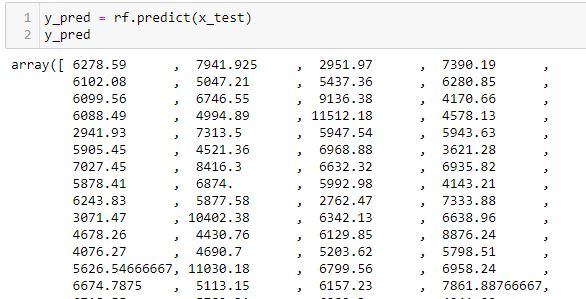 1 y_pred = rf.predict(x_test)
2 y_pred
array([ 6278.59 , 7941.925 , 2951.97 , 7390.19 ,
6102.08 , 5047.21 , 5437.36 , 6280.85 ,
6099.56 , 6746.55 , 9136.38 , 4170.66 ,
6088.49 , 4994.89 , 11512.18 , 4578.13 ,
2941.93 , 7313.5 , 5947.54 , 5943.63 ,
5905.45 , 4521.36 , 6968.88 , 3621.28 ,
7027.45 , 8416.3 , 6632.32 , 6935.82 ,
5878.41 , 6874. , 5992.98 , 4143.21 ,
6243.83 , 5877.58 , 2762.47 , 7333.88 ,
3071.47 , 10402.38 , 6342.13 , 6638.96 ,
4678.26 , 4430.76 , 6129.85 , 8876.24 ,
4076.27 , 4690.7 , 5203.62 , 5798.51 ,
5626.54666667, 11030.18 , 6799.56 , 6958.24 ,
6674.7875 , 5113.15 , 6157.23 , 7861.88766667,